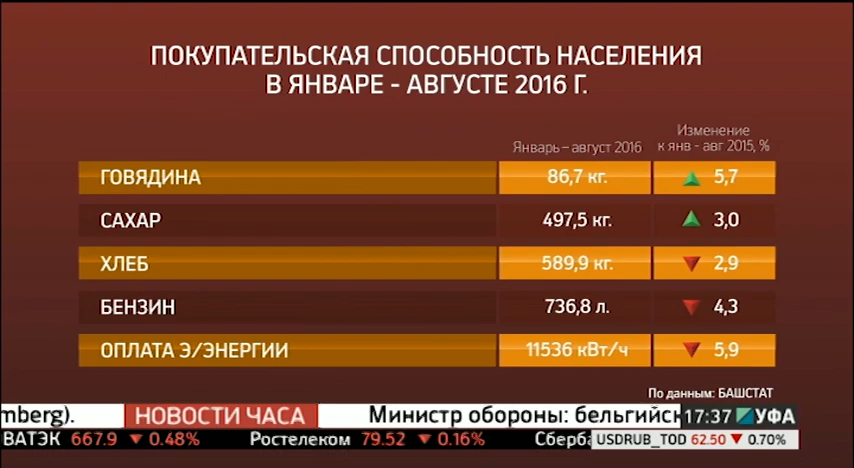 ПОКУПАТЕЛЬСКАЯ СПОСОБНОСТЬ НАСЕЛЕНИЯ
В ЯНВАРЕ - АВГУСТЕ 2016 Г.
Январь – август 2016
Изменение
к янв - авг 2015, %
ГОВЯДИНА 86,7 кг. 5,7
САХАР 497,5 кг. 3,0
ХЛЕБ 589,9 кг. 2,9
БЕНЗИН 736,8 л. 4,3
ОПЛАТА Э/ЭНЕРГИИ 11536 кВт/ч 5,9
По данным: БАШСТАТ
mberg). НОВОСТИ ЧАСА Министр обороны: бельгийск 17:37 УФА
ВАТЭК 667.9 ▼ 0.48% Ростелеком 79.52 ▼ 0.16% Сберба USDRUB_TOD 62.50 ▼ 0.70%